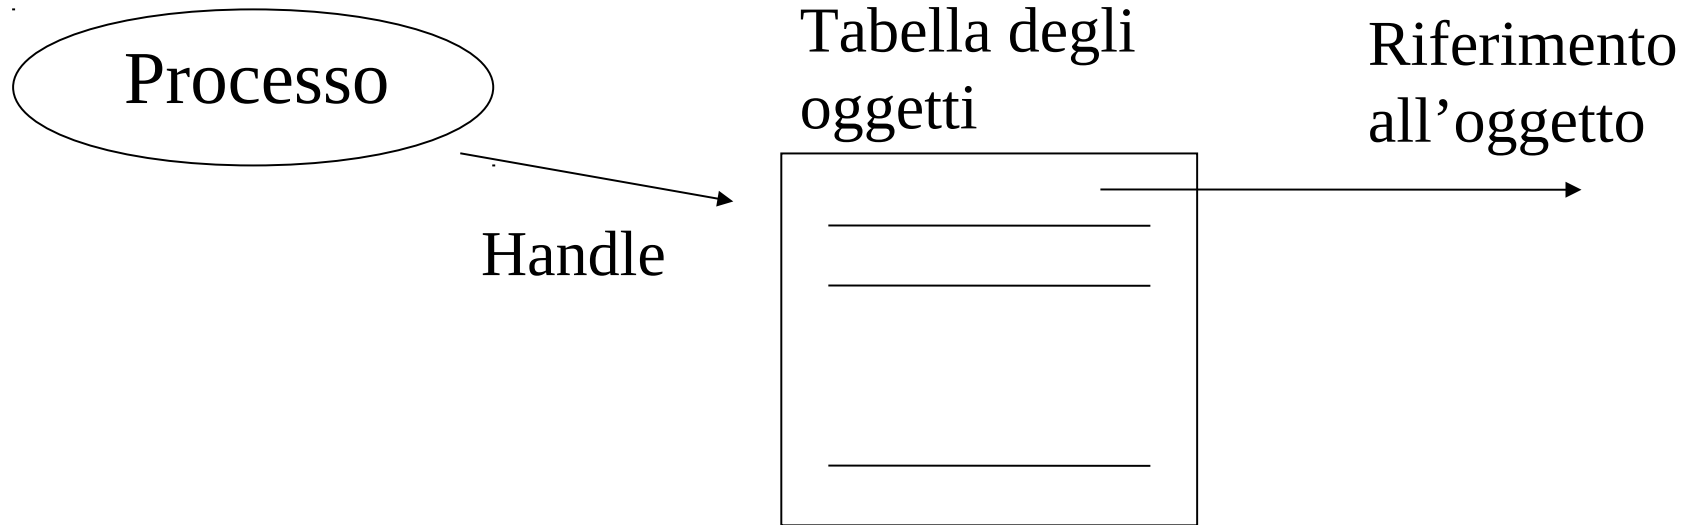 Processo
Tabella degli
oggetti
Riferimento
all’oggetto
Handle